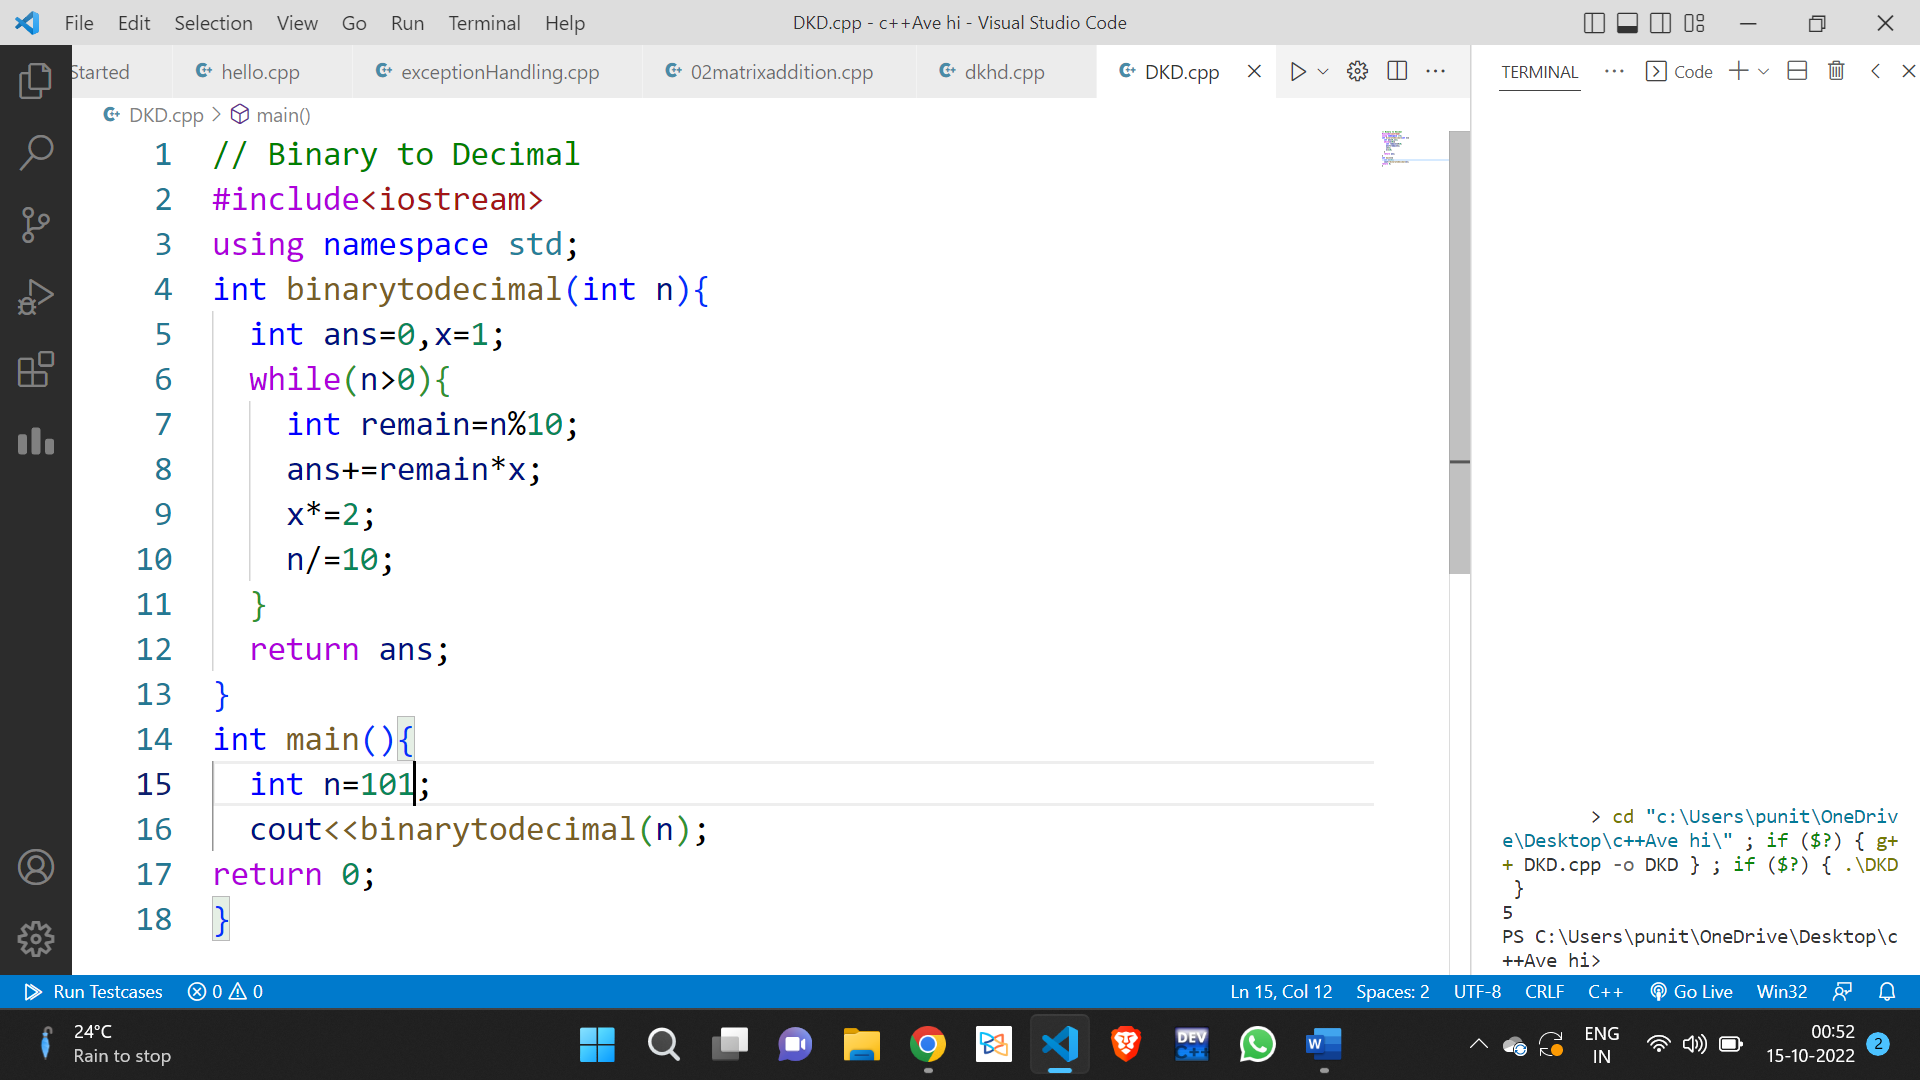 File Edit Selection View Go Run Terminal Help DKD.cpp - c++Ave hi - Visual Studio Code
Started hello.cpp exceptionHandling.cpp 02matrixaddition.cpp dkhd.cpp DKD.cpp
DKD.cpp > main()
1 // Binary to Decimal
2 #include<iostream>
3 using namespace std;
4 int binarytodecimal(int n){
5   int ans=0,x=1;
6   while(n>0){
7     int remain=n%10;
8     ans+=remain*x;
9     x*=2;
10     n/=10;
11   }
12   return ans;
13 }
14 int main(){
15   int n=101;
16   cout<<binarytodecimal(n);
17 return 0;
18 }
TERMINAL ··· Code
> cd "c:\Users\punit\OneDriv
e\Desktop\c++Ave hi\" ; if ($?) { g+
+ DKD.cpp -o DKD } ; if ($?) { .\DKD
}
5
PS C:\Users\punit\OneDrive\Desktop\c
++Ave hi>
Run Testcases 0 0 Ln 15, Col 12 Spaces: 2 UTF-8 CRLF C++ Go Live Win32
24°C
Rain to stop
DEV
C++
W
ENG
IN
00:52
15-10-2022
2